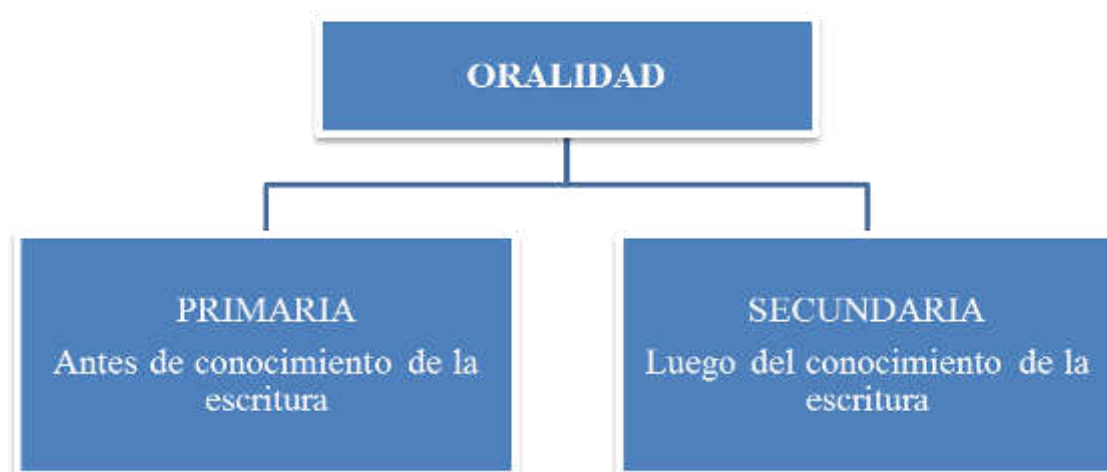 ORALIDAD
PRIMARIA
Antes de conocimiento de la
escritura
SECUNDARIA
Luego del conocimiento de la
escritura